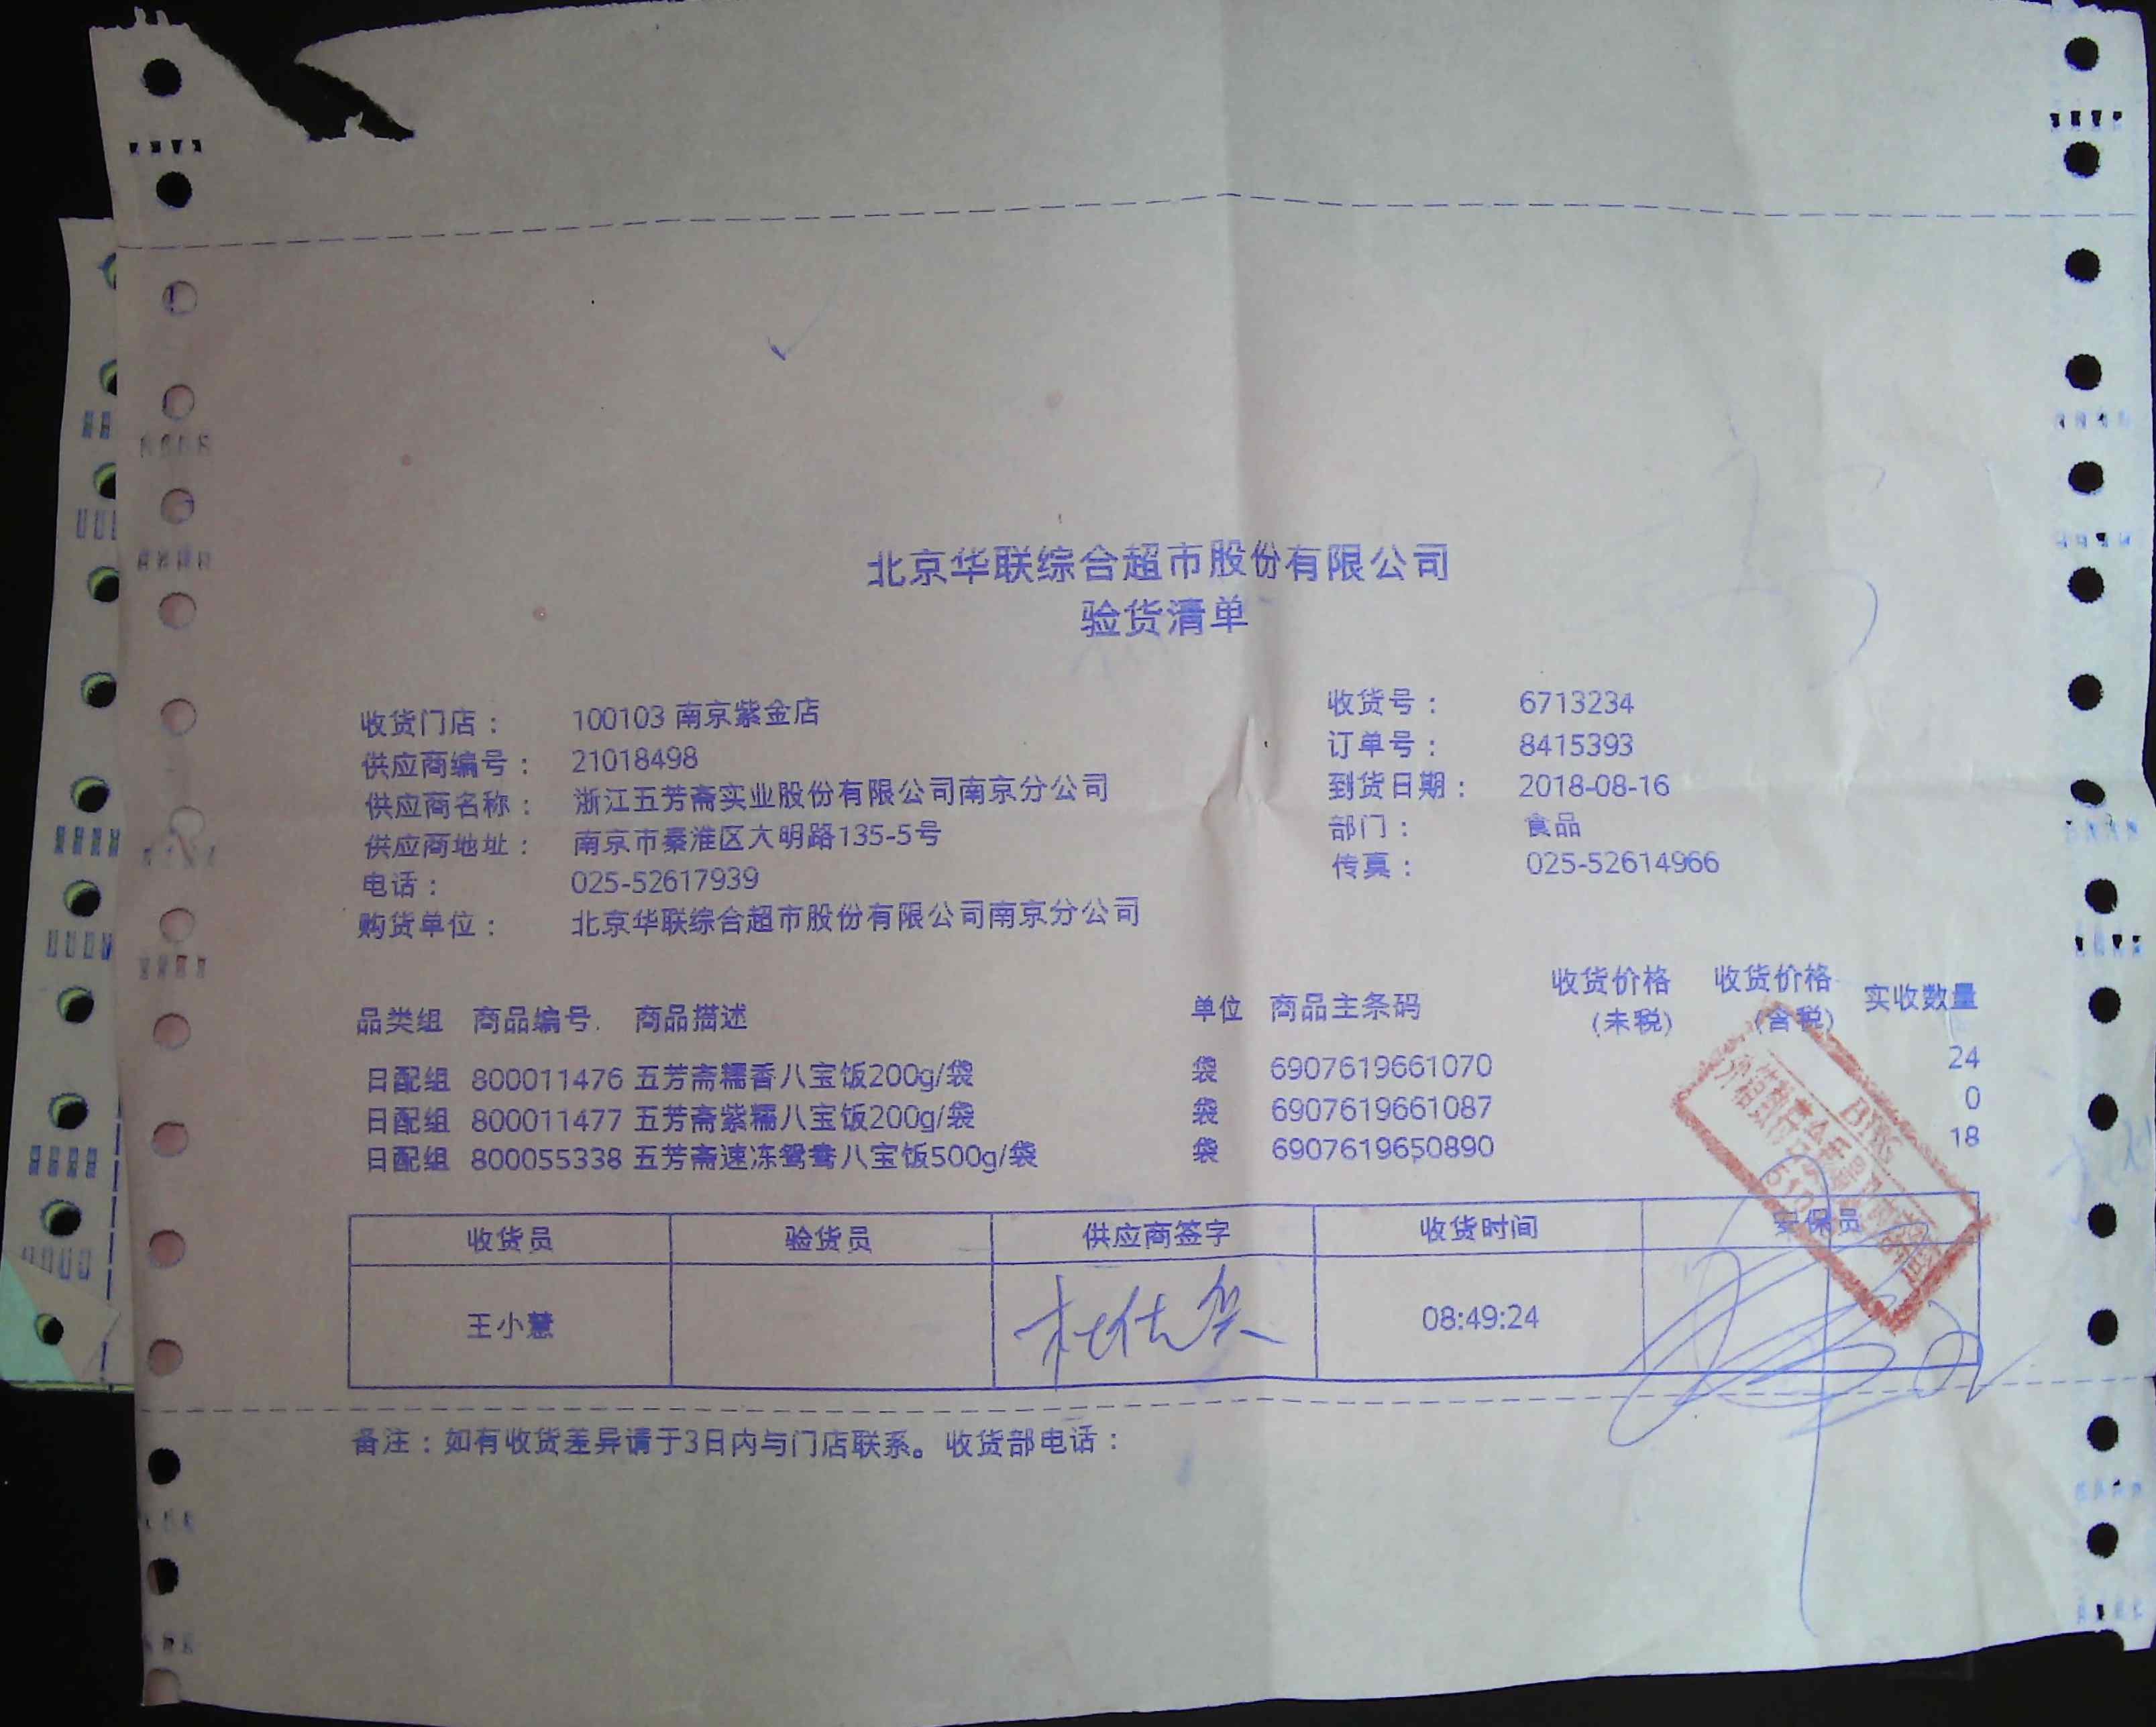 北京华联综合超市股份有限公司
验货清单
收货门店： 100103 南京紫金店 收货号： 6713234
供应商编号： 21018498 订单号： 8415393
供应商名称： 浙江五芳斋实业股份有限公司南京分公司 到货日期： 2018-08-16
供应商地址： 南京市秦淮区大明路135-5号 部门： 食品
电话： 025-52617939 传真： 025-52614966
购货单位： 北京华联综合超市股份有限公司南京分公司
品类组 商品编号 商品描述 单位 商品主条码 收货价格(未税) 收货价格(含税) 实收数量
日配组 800011476 五芳斋糯香八宝饭200g/袋 袋 6907619661070 24
日配组 800011477 五芳斋紫糯八宝饭200g/袋 袋 6907619661087 0
日配组 800055338 五芳斋速冻鸳鸯八宝饭500g/袋 袋 6907619650890 18
收货员 验货员 供应商签字 收货时间 安保员
王小慧 08:49:24
备注：如有收货差异请于3日内与门店联系。收货部电话：